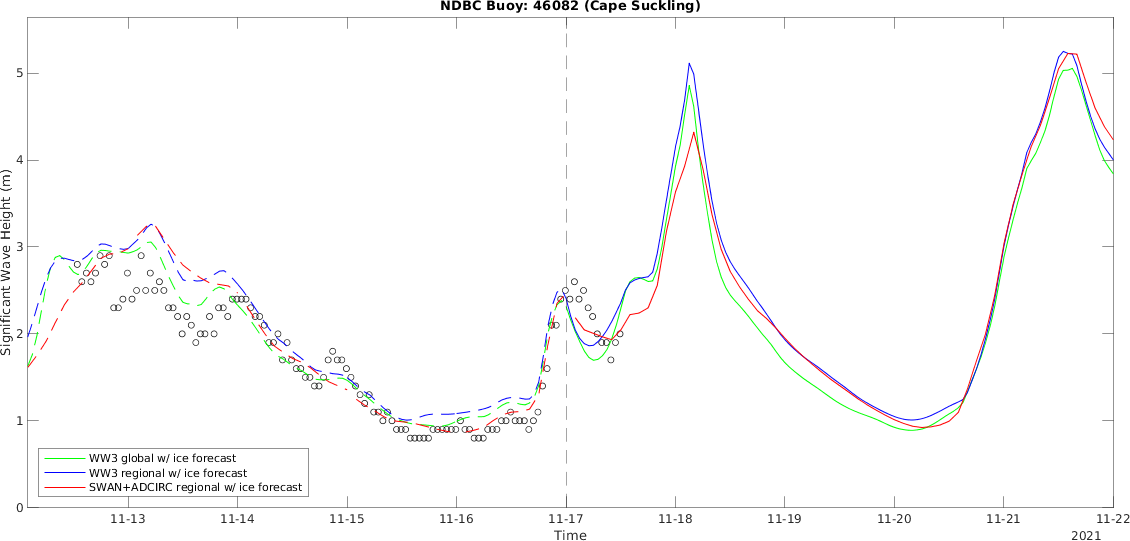 NDBC Buoy: 46082 (Cape Suckling)
Significant Wave Height (m)
5
4
3
2
1
0
WW3 global w/ ice forecast
WW3 regional w/ ice forecast
SWAN+ADCIRC regional w/ ice forecast
11-13 11-14 11-15 11-16 11-17 11-18 11-19 11-20 11-21 11-22
Time
2021